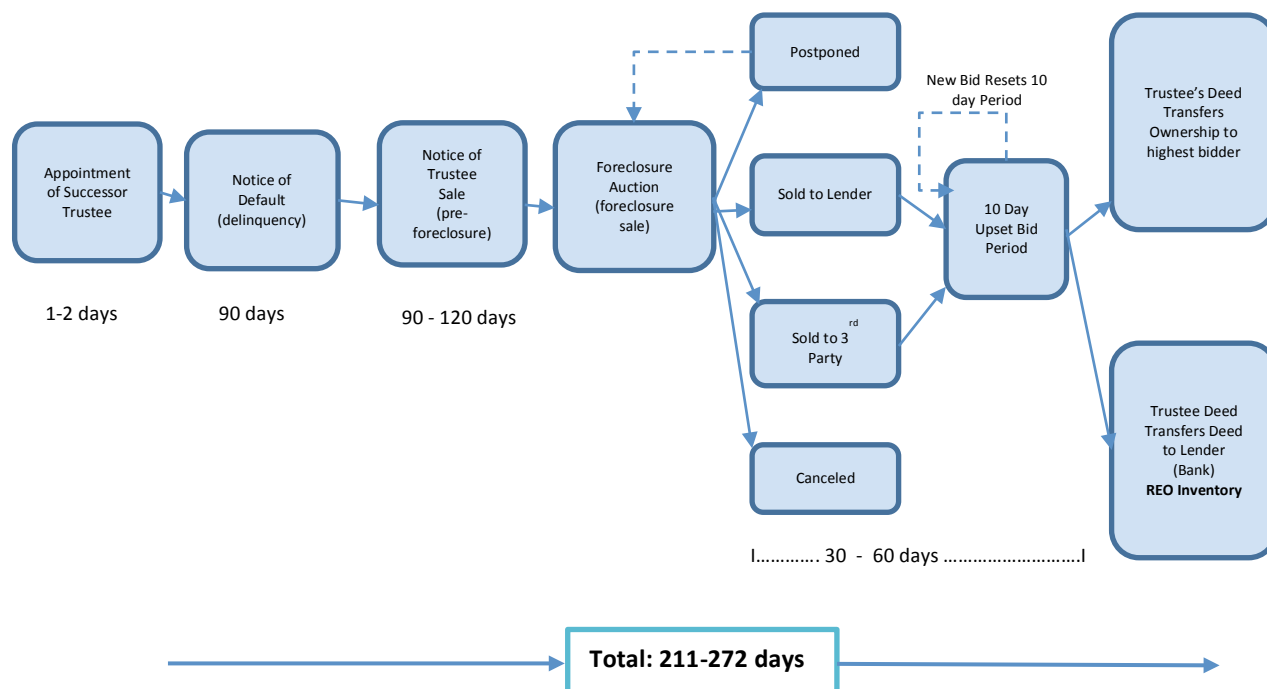 Appointment
of Successor
Trustee
1-2 days
Notice of
Default
(delinquency)
90 days
Notice of
Trustee
Sale
(pre-
foreclosure)
90 - 120 days
Foreclosure
Auction
(foreclosure
sale)
Postponed
Sold to Lender
Sold to 3rd
Party
Canceled
New Bid Resets 10
day Period
10 Day
Upset Bid
Period
I............. 30 - 60 days ............................I
Trustee’s Deed
Transfers
Ownership to
highest bidder
Trustee Deed
Transfers Deed
to Lender
(Bank)
REO Inventory
Total: 211-272 days